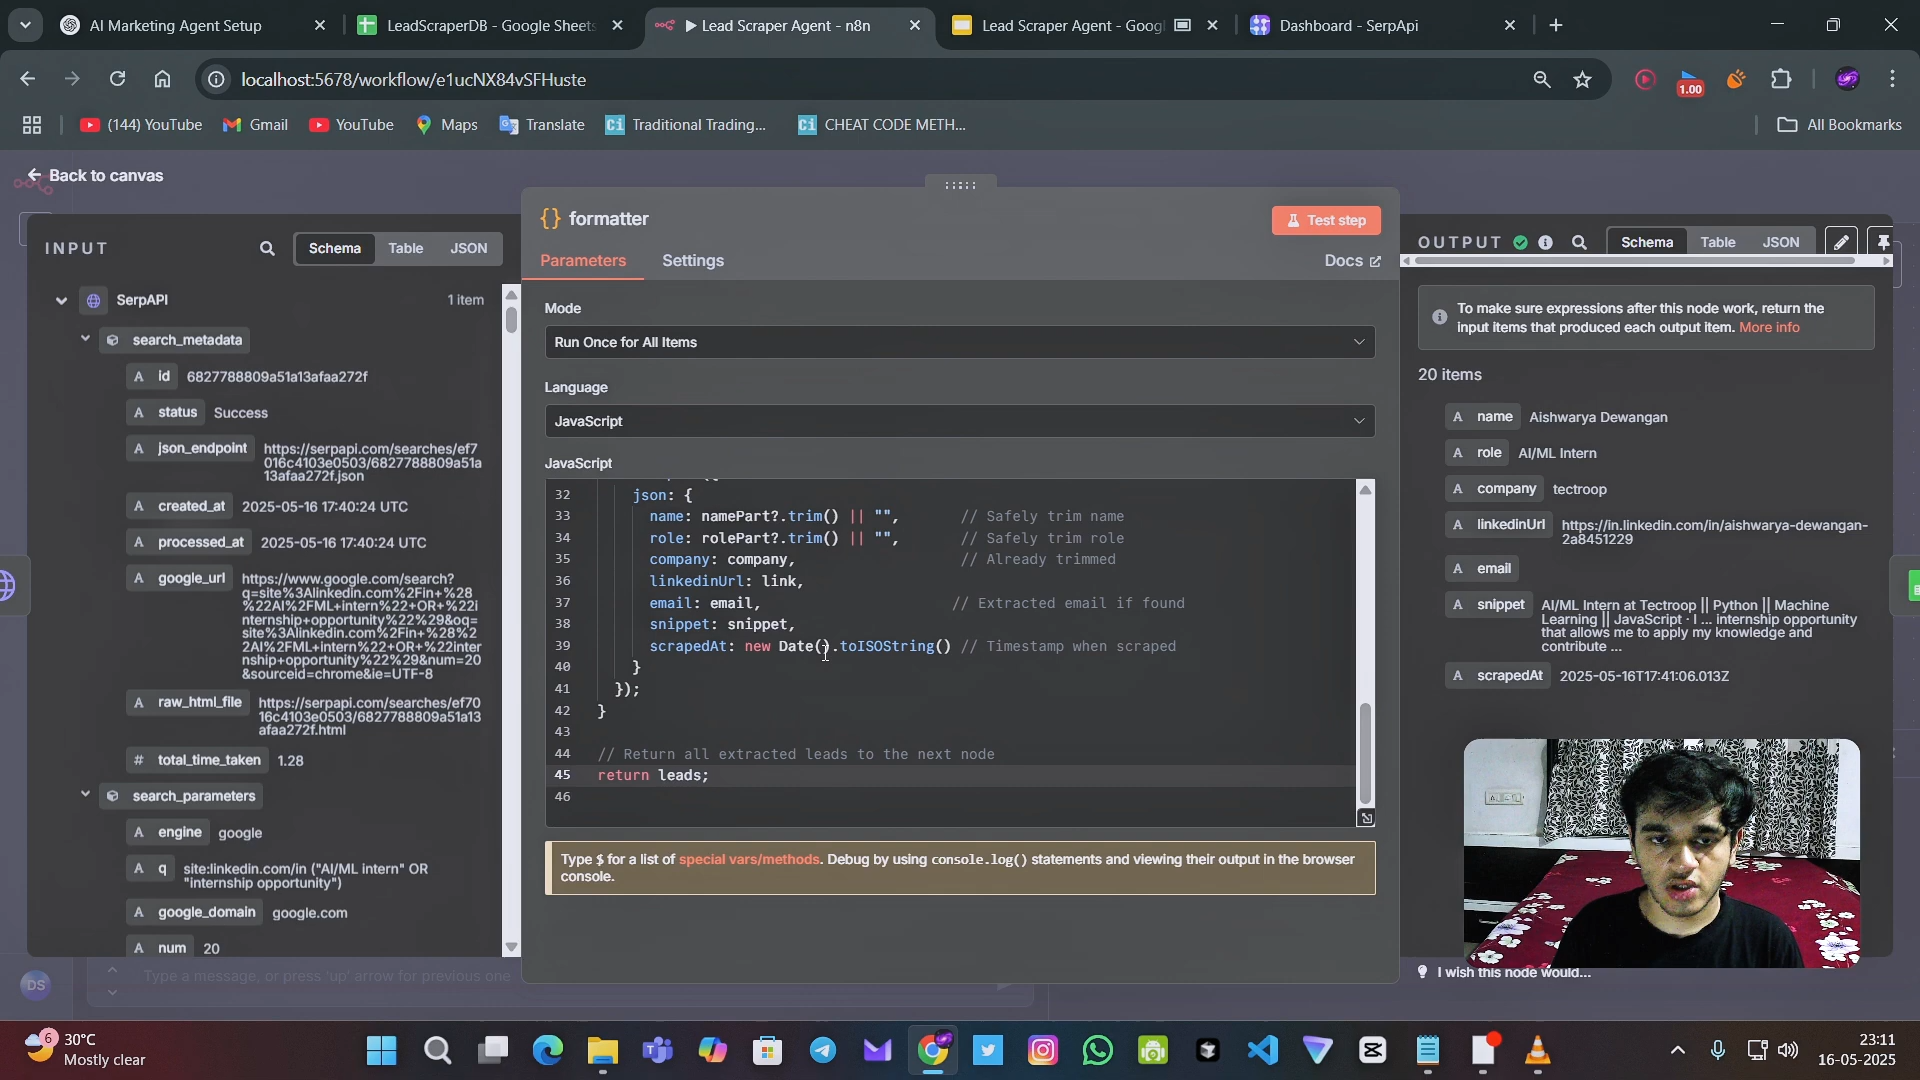 AI Marketing Agent Setup
LeadScraperDB - Google Sheets
▶ Lead Scraper Agent - n8n
Lead Scraper Agent - Googl
Dashboard - SerpApi
localhost:5678/workflow/e1ucNX84vSFHuste
1.00
(144) YouTube
Gmail
YouTube
Maps
Translate
Ci Traditional Trading...
Ci CHEAT CODE METH...
All Bookmarks
Back to canvas
INPUT
Schema
Table
JSON
SerpAPI
1 item
search_metadata
A id 6827788809a51a13afaa272f
A status Success
A json_endpoint https://serpapi.com/searches/ef7
016c4103e0503/6827788809a51a
13afaa272f.json
A created_at 2025-05-16 17:40:24 UTC
A processed_at 2025-05-16 17:40:24 UTC
A google_url https://www.google.com/search?
q=site%3Alinkedin.com%2Fin+%28
%22AI%2FML+intern%22+OR+%22i
nternship+opportunity%22%29&oq=
site%3Alinkedin.com%2Fin+%28%2
2AI%2FML+intern%22+OR+%22inter
nship+opportunity%22%29&num=20
&sourceid=chrome&ie=UTF-8
A raw_html_file https://serpapi.com/searches/ef70
16c4103e0503/6827788809a51a13
afaa272f.html
# total_time_taken 1.28
search_parameters
A engine google
A q site:linkedin.com/in ("AI/ML intern" OR
"internship opportunity")
A google_domain google.com
A num 20
{} formatter
Test step
Parameters
Settings
Docs
Mode
Run Once for All Items
Language
JavaScript
JavaScript
32 json: {
33 name: namePart?.trim() || "", // Safely trim name
34 role: rolePart?.trim() || "", // Safely trim role
35 company: company, // Already trimmed
36 linkedinUrl: link,
37 email: email, // Extracted email if found
38 snippet: snippet,
39 scrapedAt: new Date().toISOString() // Timestamp when scraped
40 }
41 });
42 }
43
44 // Return all extracted leads to the next node
45 return leads;
46
Type $ for a list of special vars/methods. Debug by using console.log() statements and viewing their output in the browser
console.
OUTPUT
Schema
Table
JSON
To make sure expressions after this node work, return the
input items that produced each output item. More info
20 items
A name Aishwarya Dewangan
A role AI/ML Intern
A company tectroop
A linkedinUrl https://in.linkedin.com/in/aishwarya-dewangan-
2a8451229
A email
A snippet AI/ML Intern at Tectroop || Python || Machine
Learning || JavaScript · I ... internship opportunity
that allows me to apply my knowledge and
contribute ...
A scrapedAt 2025-05-16T17:41:06.013Z
I wish this node would...
DS
Type a message, or press 'up' arrow for previous one
6
30°C
Mostly clear
23:11
16-05-2025